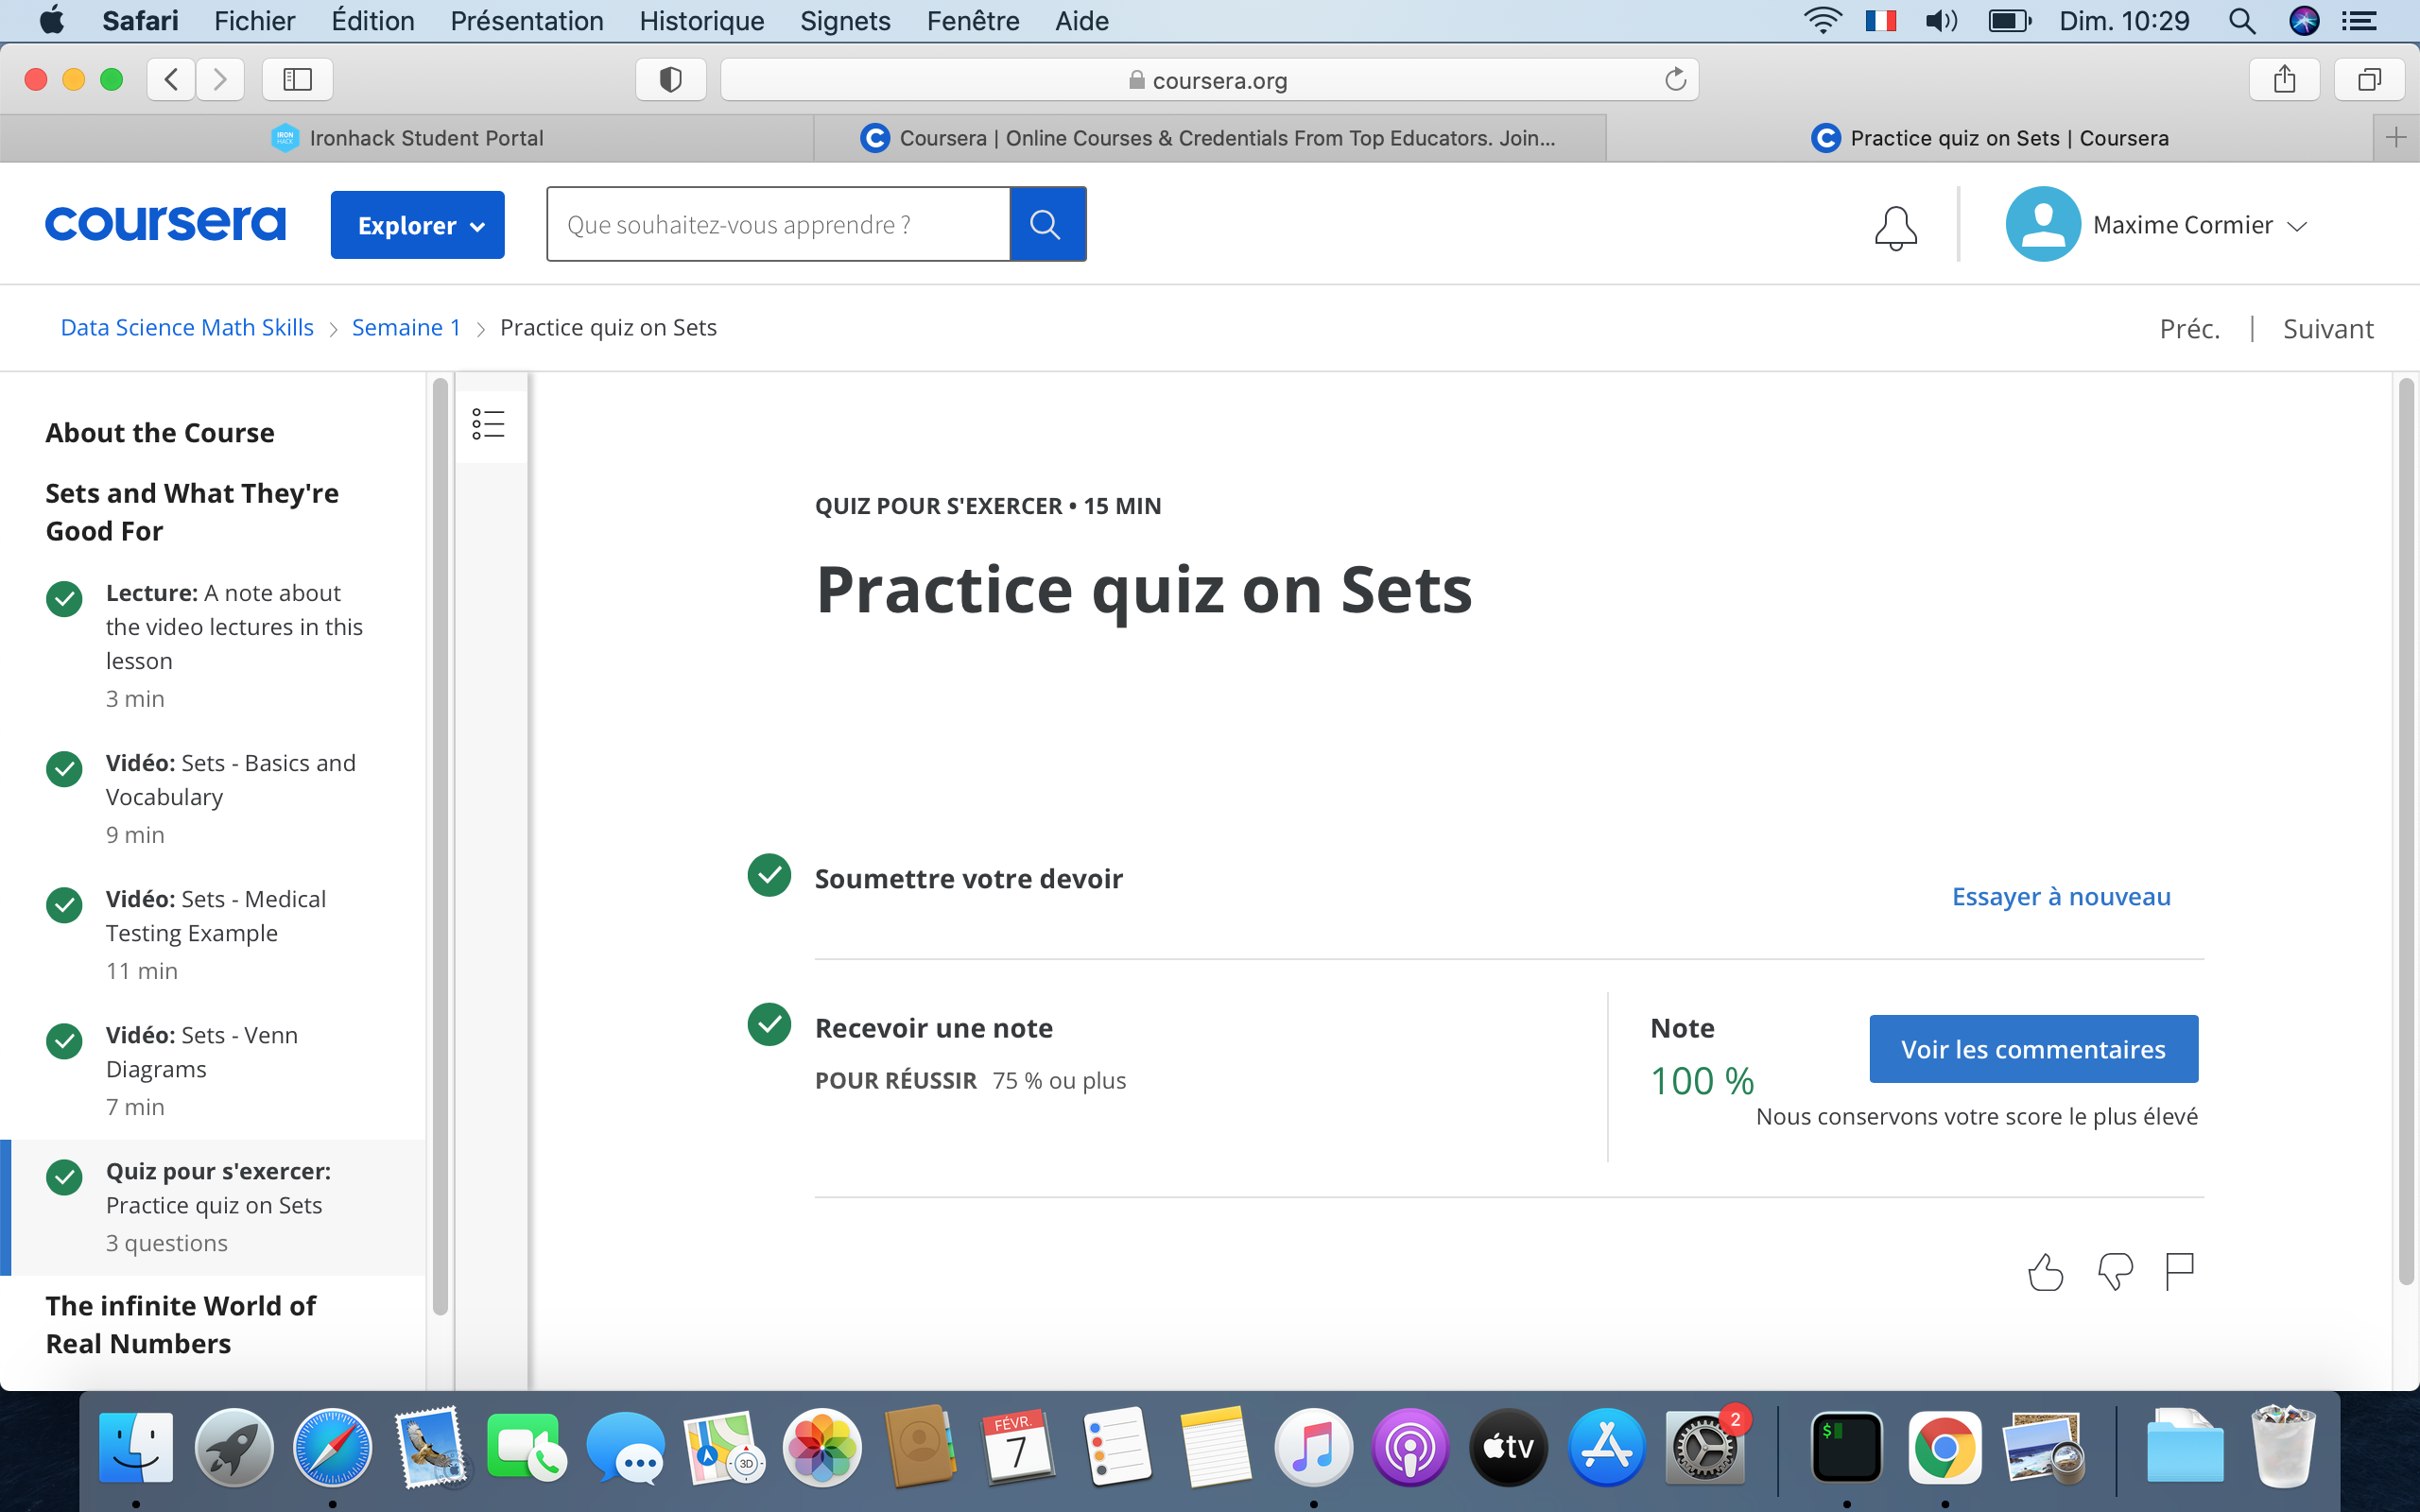 Safari Fichier Édition Présentation Historique Signets Fenêtre Aide Dim. 10:29
coursera.org
Ironhack Student Portal
Coursera | Online Courses & Credentials From Top Educators. Join...
Practice quiz on Sets | Coursera
coursera
Explorer
Que souhaitez-vous apprendre ?
Maxime Cormier
Data Science Math Skills
Semaine 1
Practice quiz on Sets
Préc. | Suivant
About the Course
Sets and What They're
Good For
Lecture: A note about
the video lectures in this
lesson
3 min
Vidéo: Sets - Basics and
Vocabulary
9 min
Vidéo: Sets - Medical
Testing Example
11 min
Vidéo: Sets - Venn
Diagrams
7 min
Quiz pour s'exercer:
Practice quiz on Sets
3 questions
The infinite World of
Real Numbers
QUIZ POUR S'EXERCER • 15 MIN
Practice quiz on Sets
Soumettre votre devoir
Essayer à nouveau
Recevoir une note
POUR RÉUSSIR 75 % ou plus
Note
100 %
Voir les commentaires
Nous conservons votre score le plus élevé
3D
FÉVR.
7
tv
2
$